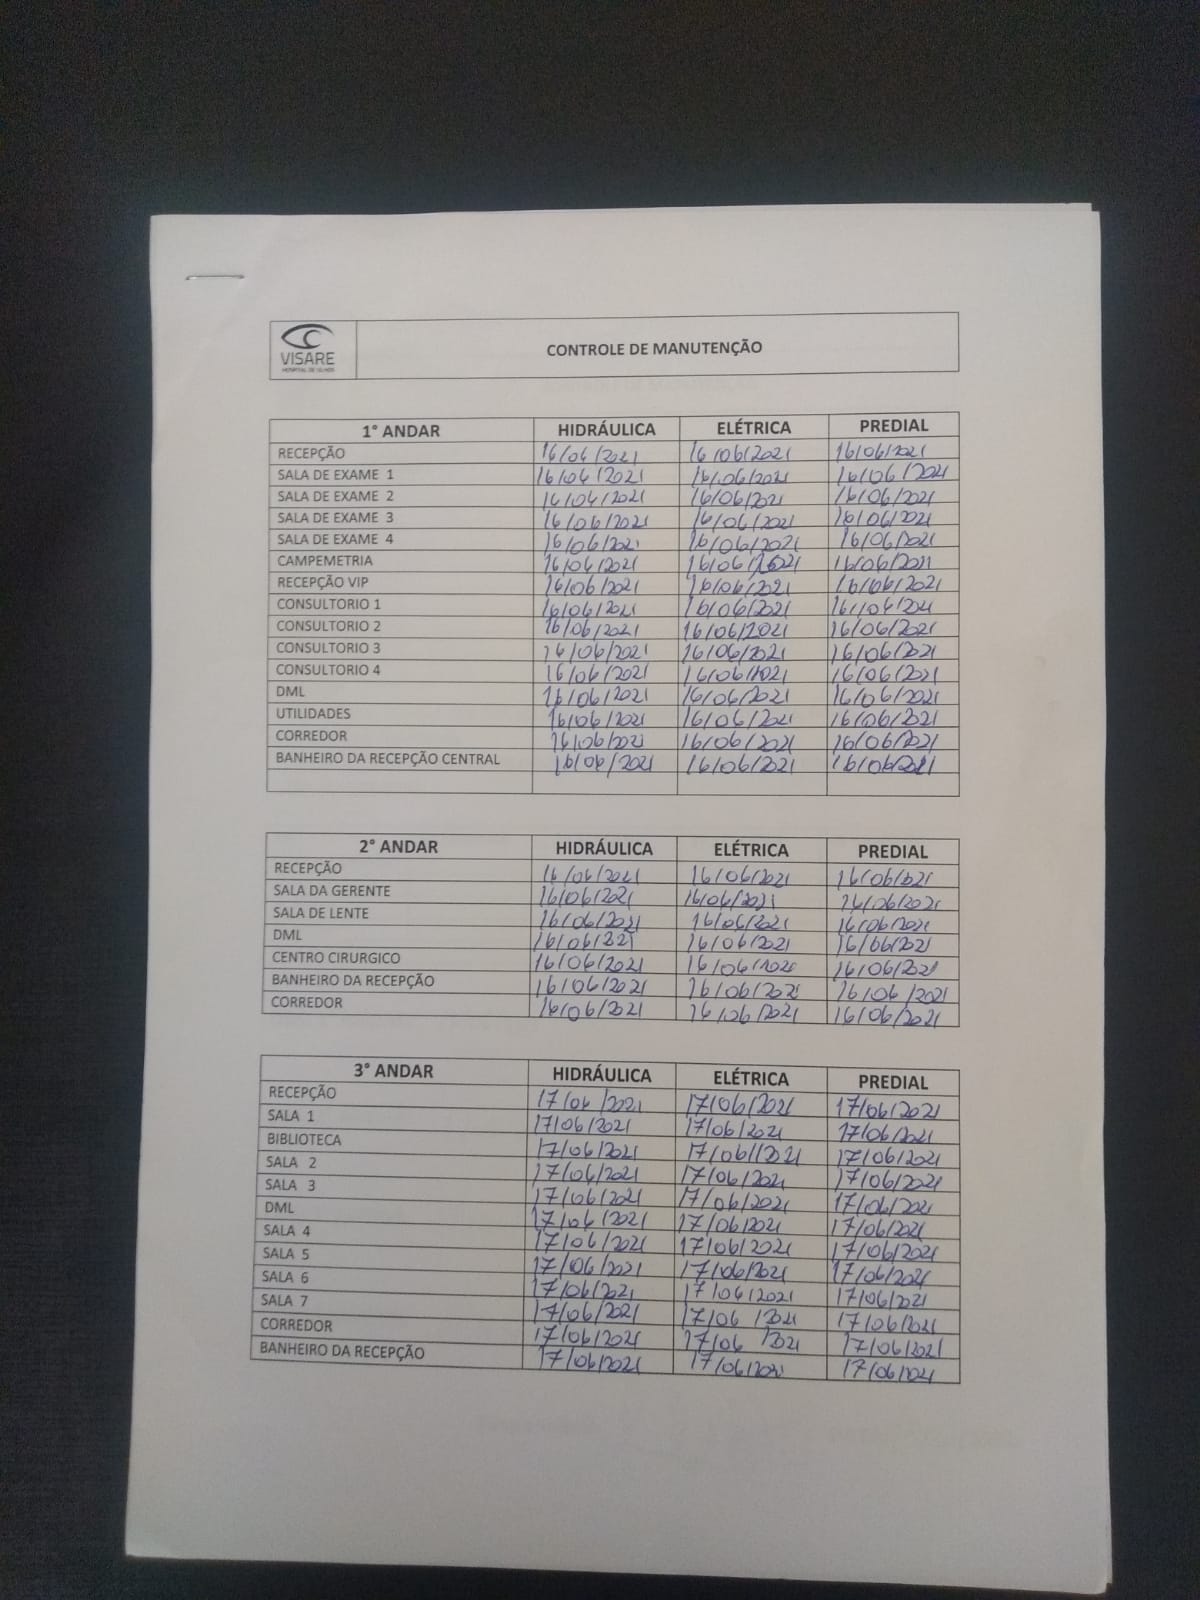 VISARE
HOSPITAL DE OLHOS
CONTROLE DE MANUTENÇÃO
1° ANDAR HIDRÁULICA ELÉTRICA PREDIAL
RECEPÇÃO 16/06/2021 16/06/2021 16/06/2021
SALA DE EXAME 1 16/06/2021 16/06/2021 16/06/2021
SALA DE EXAME 2 16/06/2021 16/06/2021 16/06/2021
SALA DE EXAME 3 16/06/2021 16/06/2021 16/06/2021
SALA DE EXAME 4 16/06/2021 16/06/2021 16/06/2021
CAMPEMETRIA 16/06/2021 16/06/2021 16/06/2021
RECEPÇÃO VIP 16/06/2021 16/06/2021 16/06/2021
CONSULTORIO 1 16/06/2021 16/06/2021 16/06/2021
CONSULTORIO 2 16/06/2021 16/06/2021 16/06/2021
CONSULTORIO 3 16/06/2021 16/06/2021 16/06/2021
CONSULTORIO 4 16/06/2021 16/06/2021 16/06/2021
DML 16/06/2021 16/06/2021 16/06/2021
UTILIDADES 16/06/2021 16/06/2021 16/06/2021
CORREDOR 16/06/2021 16/06/2021 16/06/2021
BANHEIRO DA RECEPÇÃO CENTRAL 16/06/2021 16/06/2021 16/06/2021
2° ANDAR HIDRÁULICA ELÉTRICA PREDIAL
RECEPÇÃO 16/06/2021 16/06/2021 16/06/2021
SALA DA GERENTE 16/06/2021 16/06/2021 16/06/2021
SALA DE LENTE 16/06/2021 16/06/2021 16/06/2021
DML 16/06/221 16/06/2021 16/06/2021
CENTRO CIRURGICO 16/06/2021 16/06/2021 16/06/2021
BANHEIRO DA RECEPÇÃO 16/06/2021 16/06/2021 16/06/2021
CORREDOR 16/06/2021 16/06/2021 16/06/2021
3° ANDAR HIDRÁULICA ELÉTRICA PREDIAL
RECEPÇÃO 17/06/2021 17/06/2021 17/06/2021
SALA 1 17/06/2021 17/06/2021 17/06/2021
BIBLIOTECA 17/06/2021 17/06/2021 17/06/2021
SALA 2 17/06/2021 17/06/2021 17/06/2021
SALA 3 17/06/2021 17/06/2021 17/06/2021
DML 17/06/2021 17/06/2021 17/06/2021
SALA 4 17/06/2021 17/06/2021 17/06/2021
SALA 5 17/06/2021 17/06/2021 17/06/2021
SALA 6 17/06/2021 17/06/2021 17/06/2021
SALA 7 17/06/2021 17/06/2021 17/06/2021
CORREDOR 17/06/2021 17/06/2021 17/06/2021
BANHEIRO DA RECEPÇÃO 17/06/2021 17/06/2021 17/06/2021